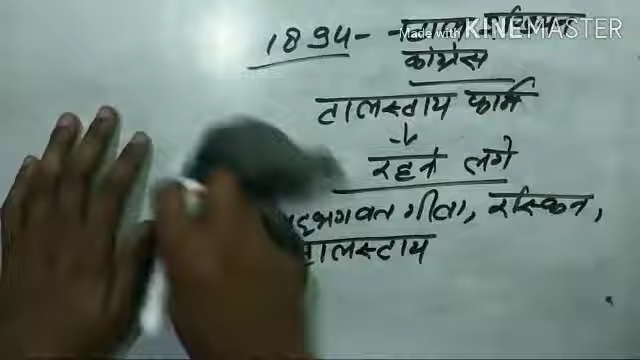 Made with KINEMASTER
1894 -
कांग्रेस
टालस्टाय फार्म
↓
रहने लगे
भगवत गीता, रस्किन,
टालस्टाय